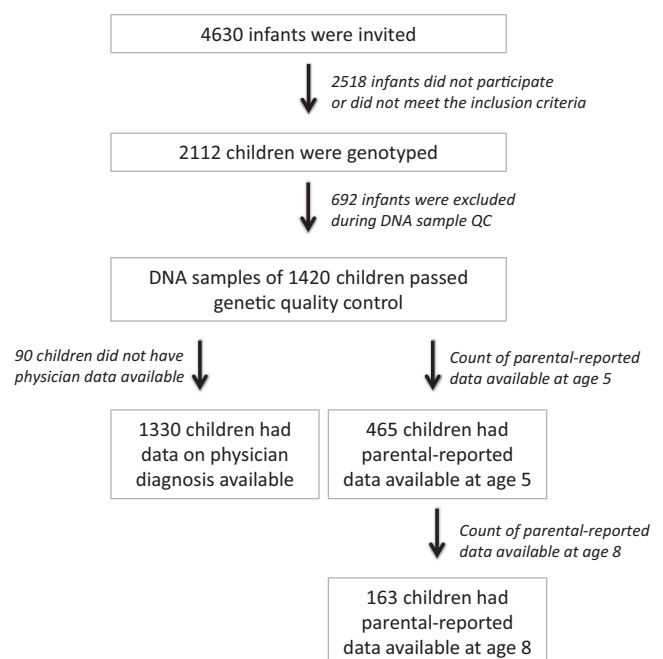 4630 infants were invited
2518 infants did not participate
or did not meet the inclusion criteria
2112 children were genotyped
692 infants were excluded
during DNA sample QC
DNA samples of 1420 children passed
genetic quality control
90 children did not have
physician data available
Count of parental-reported
data available at age 5
1330 children had
data on physician
diagnosis available
465 children had
parental-reported
data available at age 5
Count of parental-reported
data available at age 8
163 children had
parental-reported
data available at age 8